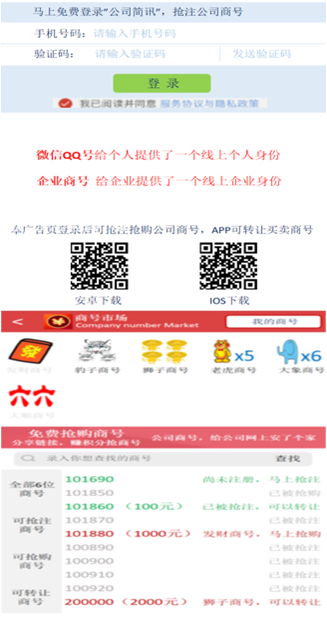 马上免费登录“公司简讯”，抢注公司商号
手机号码：请输入手机号码
验证码： 请输入验证码 发送验证码
登 录
我已阅读并同意 服务协议与隐私政策
微信QQ号给个人提供了一个线上个人身份
企业商号 给企业提供了一个线上企业身份
本广告页登录后可抢注抢购公司商号，APP可转让买卖商号
安卓下载 IOS下载
< 商号市场 我的商号
Company number Market
x5 x6
发财商号 豹子商号 狮子商号 老虎商号 大象商号
六六
大顺商号
免费抢购商号
分享链接，赚积分抢商号 公司商号，给公司网上安了个家
录入你想查找的商号 查找
全部6位商号
可抢注商号
可抢购商号
可转让商号
101690 尚未注册，马上抢注
101850 已被抢购
101860（100元） 已被抢注，可以转让
101870 已被抢注
101880（1000元） 发财商号，马上抢购
100890 已被抢购
100900 已被抢注
100910 已被抢注
100920 已被抢注
200000（2000元） 狮子商号，可以转让